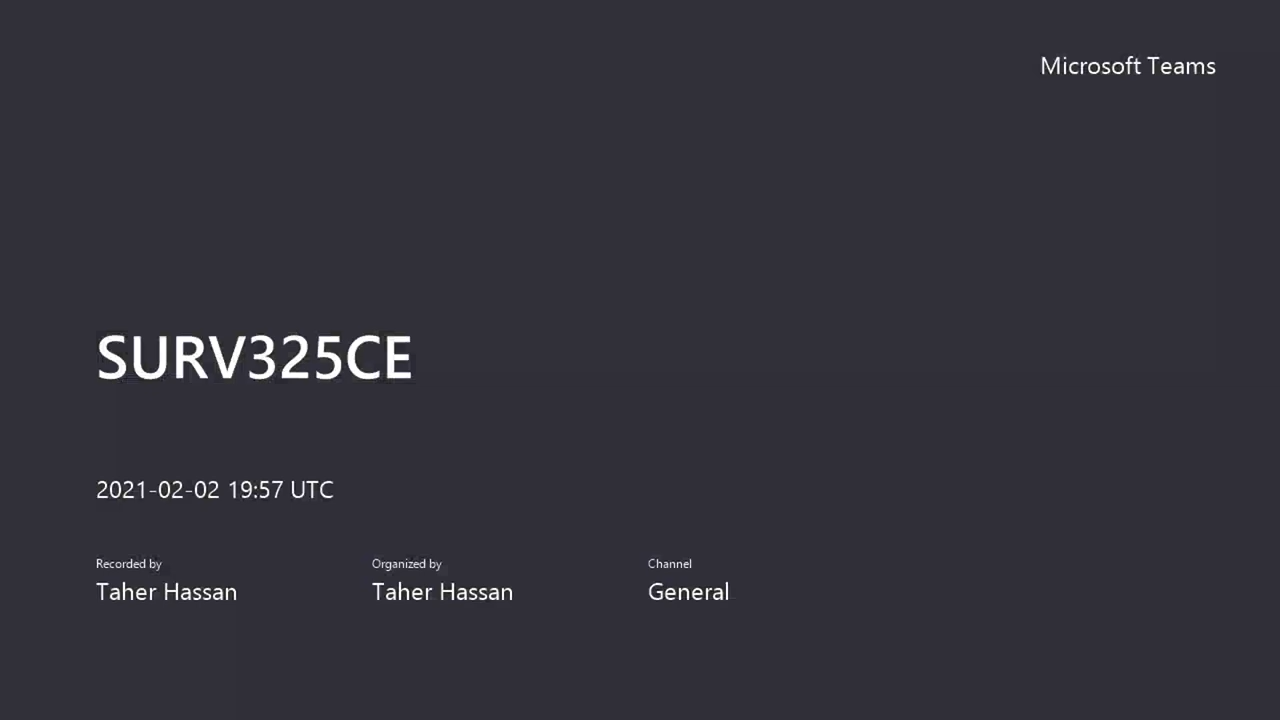 Microsoft Teams
SURV325CE
2021-02-02 19:57 UTC
Recorded by
Taher Hassan
Organized by
Taher Hassan
Channel
General